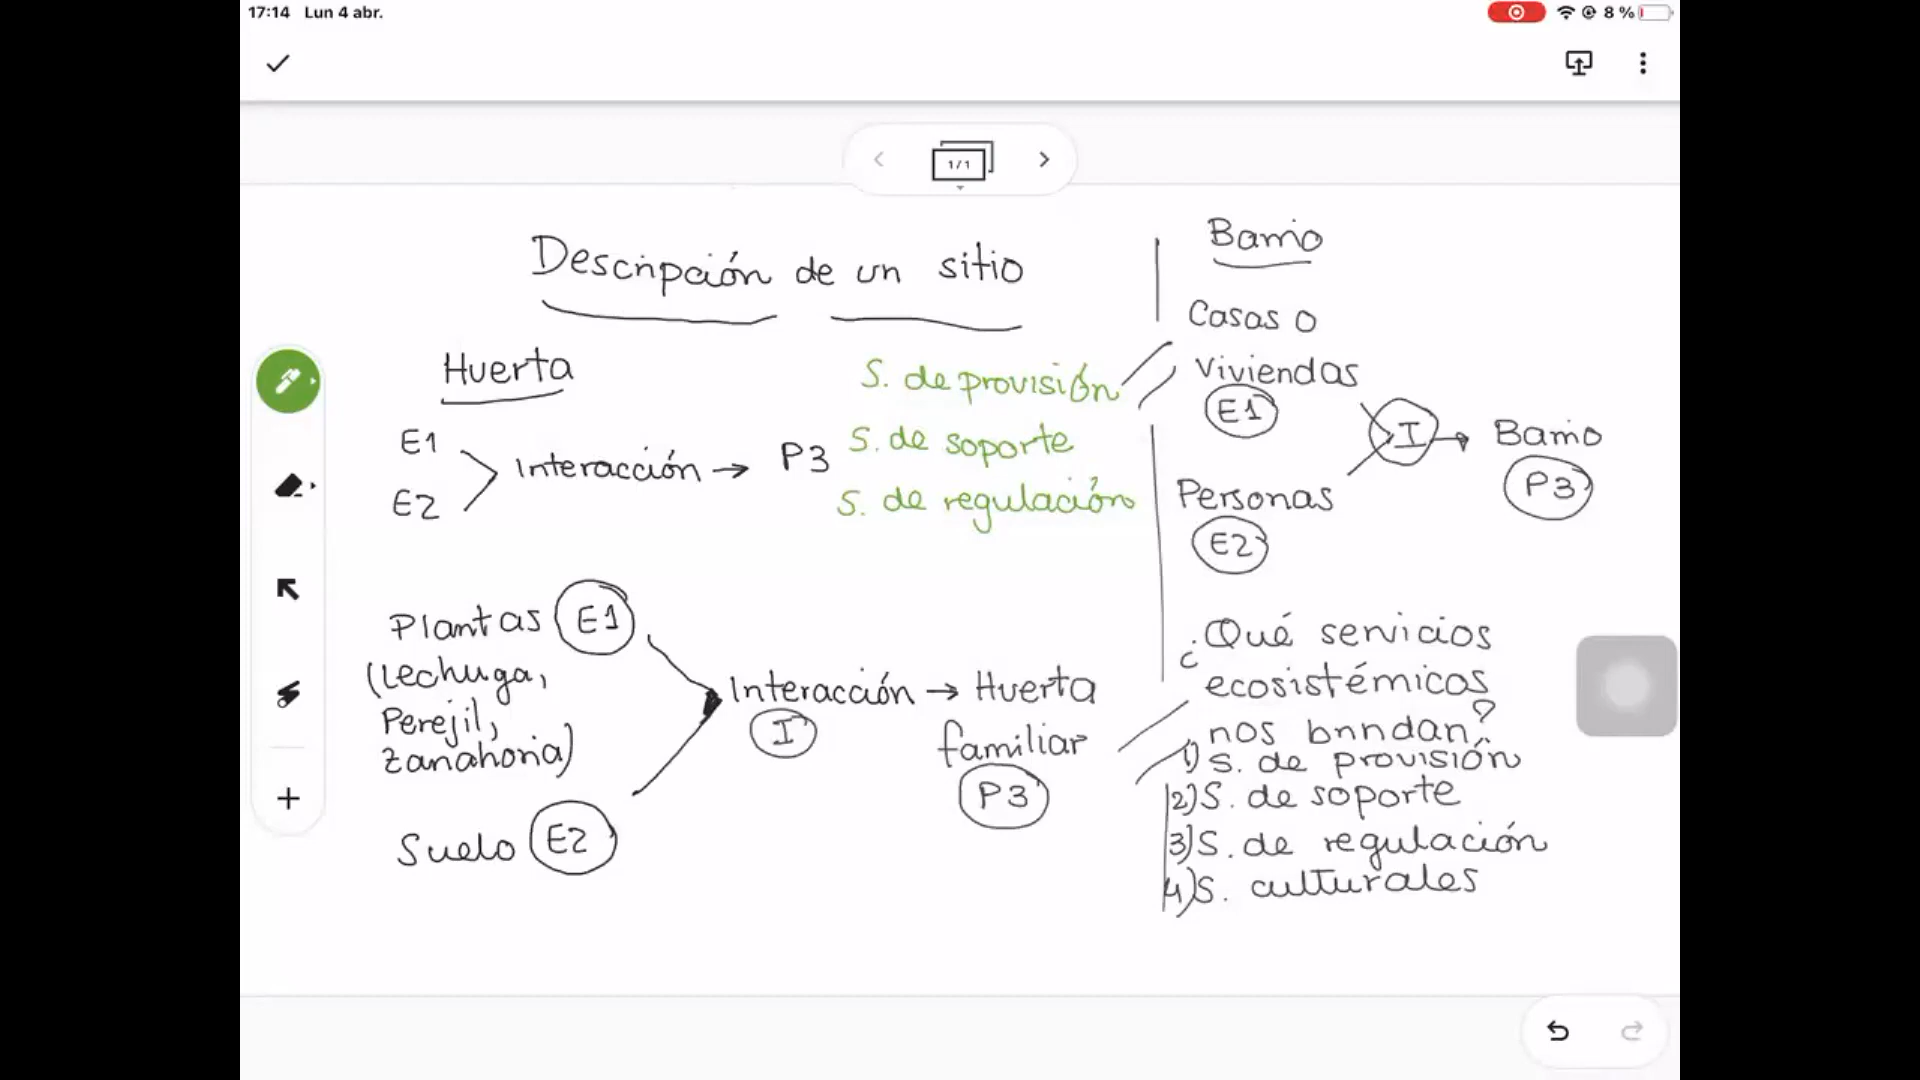 17:14 Lun 4 abr.
8 %
1/1
Descripción de un sitio
Huerta
E1
E2
Interacción → P3
S. de provisión
S. de soporte
S. de regulación
Plantas E1
(Lechuga,
Perejil,
Zanahoria)
Suelo E2
Interacción → Huerta
I
familiar
P3
Barrio
Casas o
Viviendas
E1
I → Barrio
P3
Personas
E2
¿Qué servicios
ecosistémicos
nos brindan?
1) S. de provisión
2) S. de soporte
3) S. de regulación
4) S. culturales